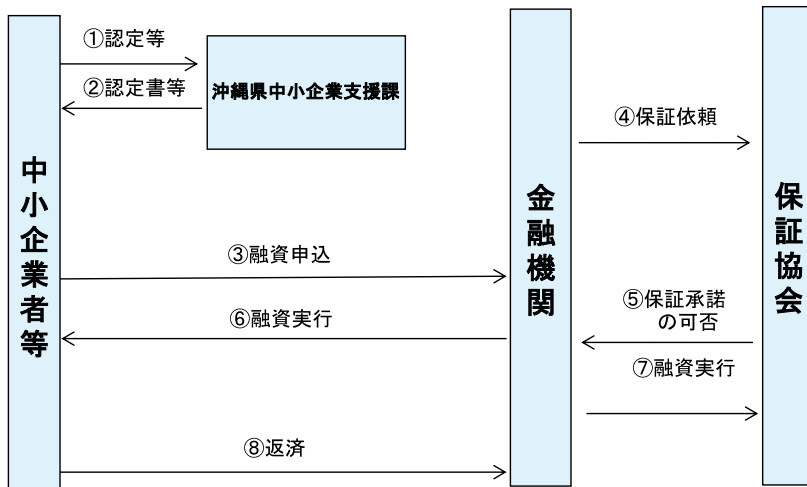 ①認定等
②認定書等
沖縄県中小企業支援課
④保証依頼
中小企業者等
金融機関
保証協会
③融資申込
⑤保証承諾
の可否
⑥融資実行
⑦融資実行
⑧返済